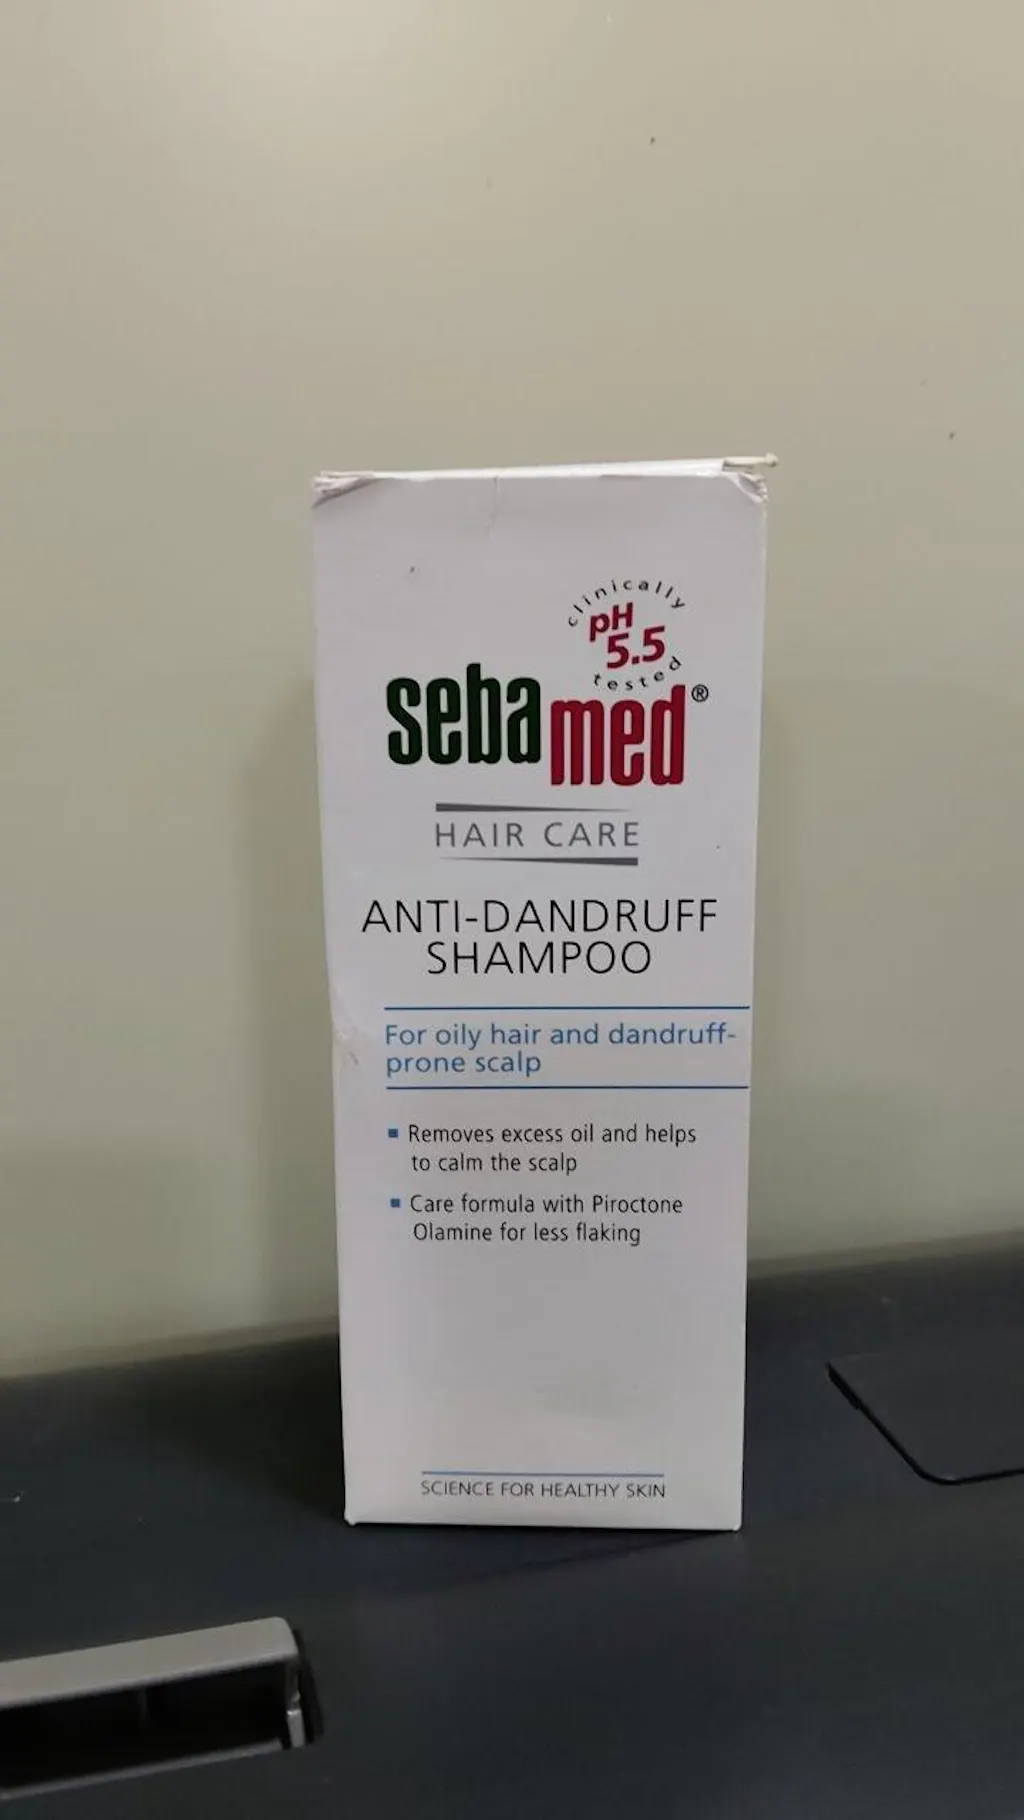 clinically
pH
5.5
tested
sebamed®
HAIR CARE
ANTI-DANDRUFF
SHAMPOO
For oily hair and dandruff-
prone scalp
▪ Removes excess oil and helps
to calm the scalp
▪ Care formula with Piroctone
Olamine for less flaking
SCIENCE FOR HEALTHY SKIN